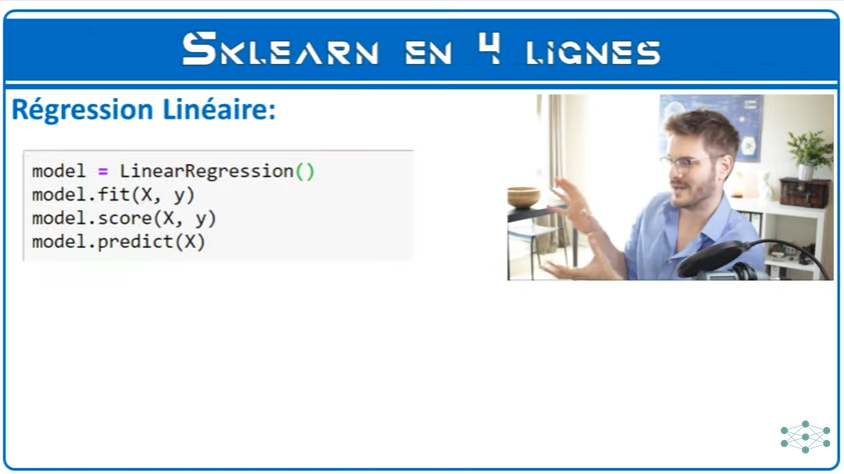 SKLEARN EN 4 LIGNES
Régression Linéaire:
model = LinearRegression()
model.fit(X, y)
model.score(X, y)
model.predict(X)